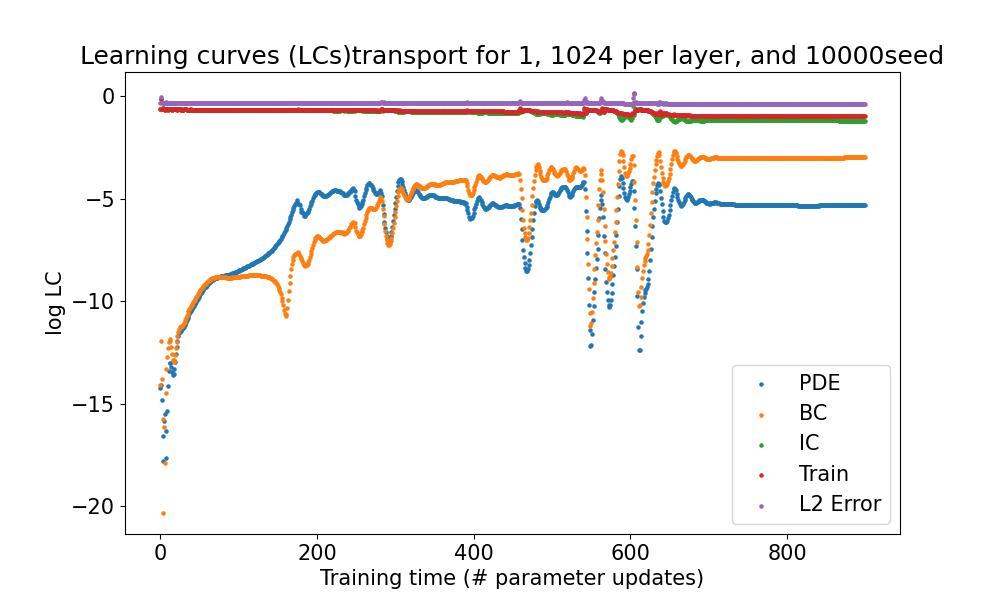 Learning curves (LCs)transport for 1, 1024 per layer, and 10000seed
0
−5
−10
−15
−20
log LC
PDE
BC
IC
Train
L2 Error
0 200 400 600 800
Training time (# parameter updates)